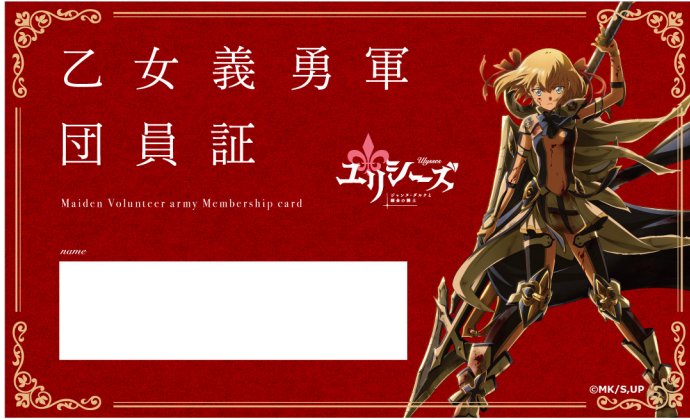 乙女義勇軍
団員証
Maiden Volunteer army Membership card
Ulysses
ユリシーズ
ジャンヌ・ダルクと
錬金の騎士
name
©MK/S,UP